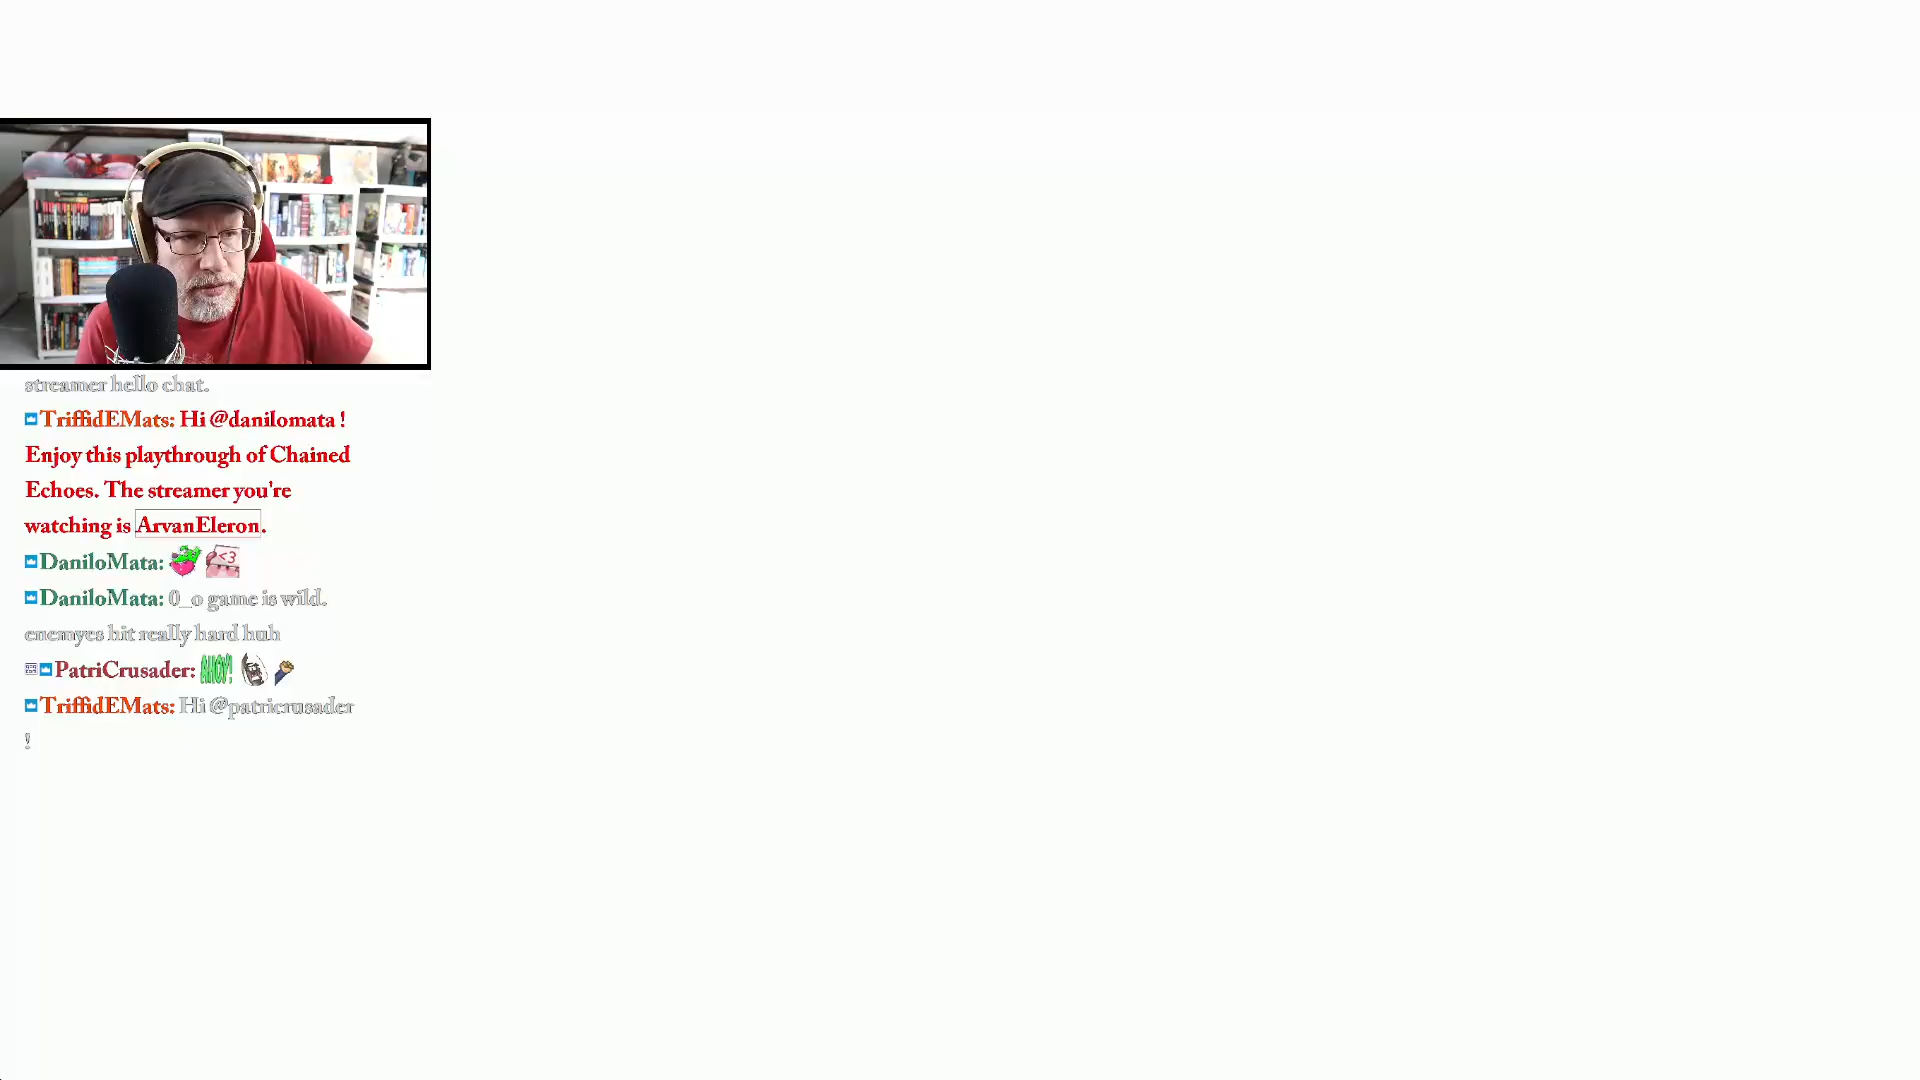 streamer hello chat.
TriffidEMats: Hi @danilomata !
Enjoy this playthrough of Chained
Echoes. The streamer you're
watching is ArvanEleron.
DaniloMata: <3
DaniloMata: 0_o game is wild.
enemyes hit really hard huh
PatriCrusader: AHOY!
TriffidEMats: Hi @patricrusader
!